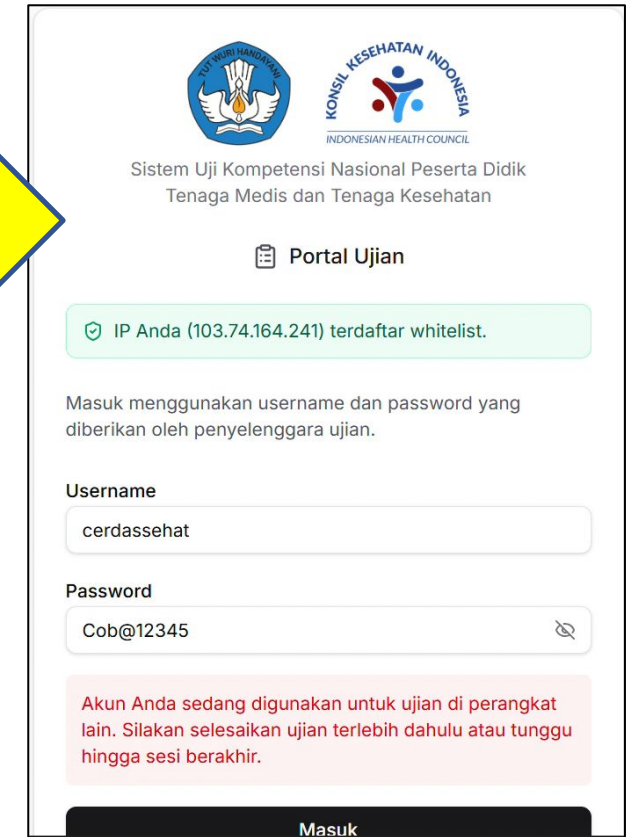 TUT WURI HANDAYANI
KONSIL KESEHATAN INDONESIA
INDONESIAN HEALTH COUNCIL
Sistem Uji Kompetensi Nasional Peserta Didik
Tenaga Medis dan Tenaga Kesehatan
Portal Ujian
IP Anda (103.74.164.241) terdaftar whitelist.
Masuk menggunakan username dan password yang
diberikan oleh penyelenggara ujian.
Username
cerdassehat
Password
Cob@12345
Akun Anda sedang digunakan untuk ujian di perangkat
lain. Silakan selesaikan ujian terlebih dahulu atau tunggu
hingga sesi berakhir.
Masuk